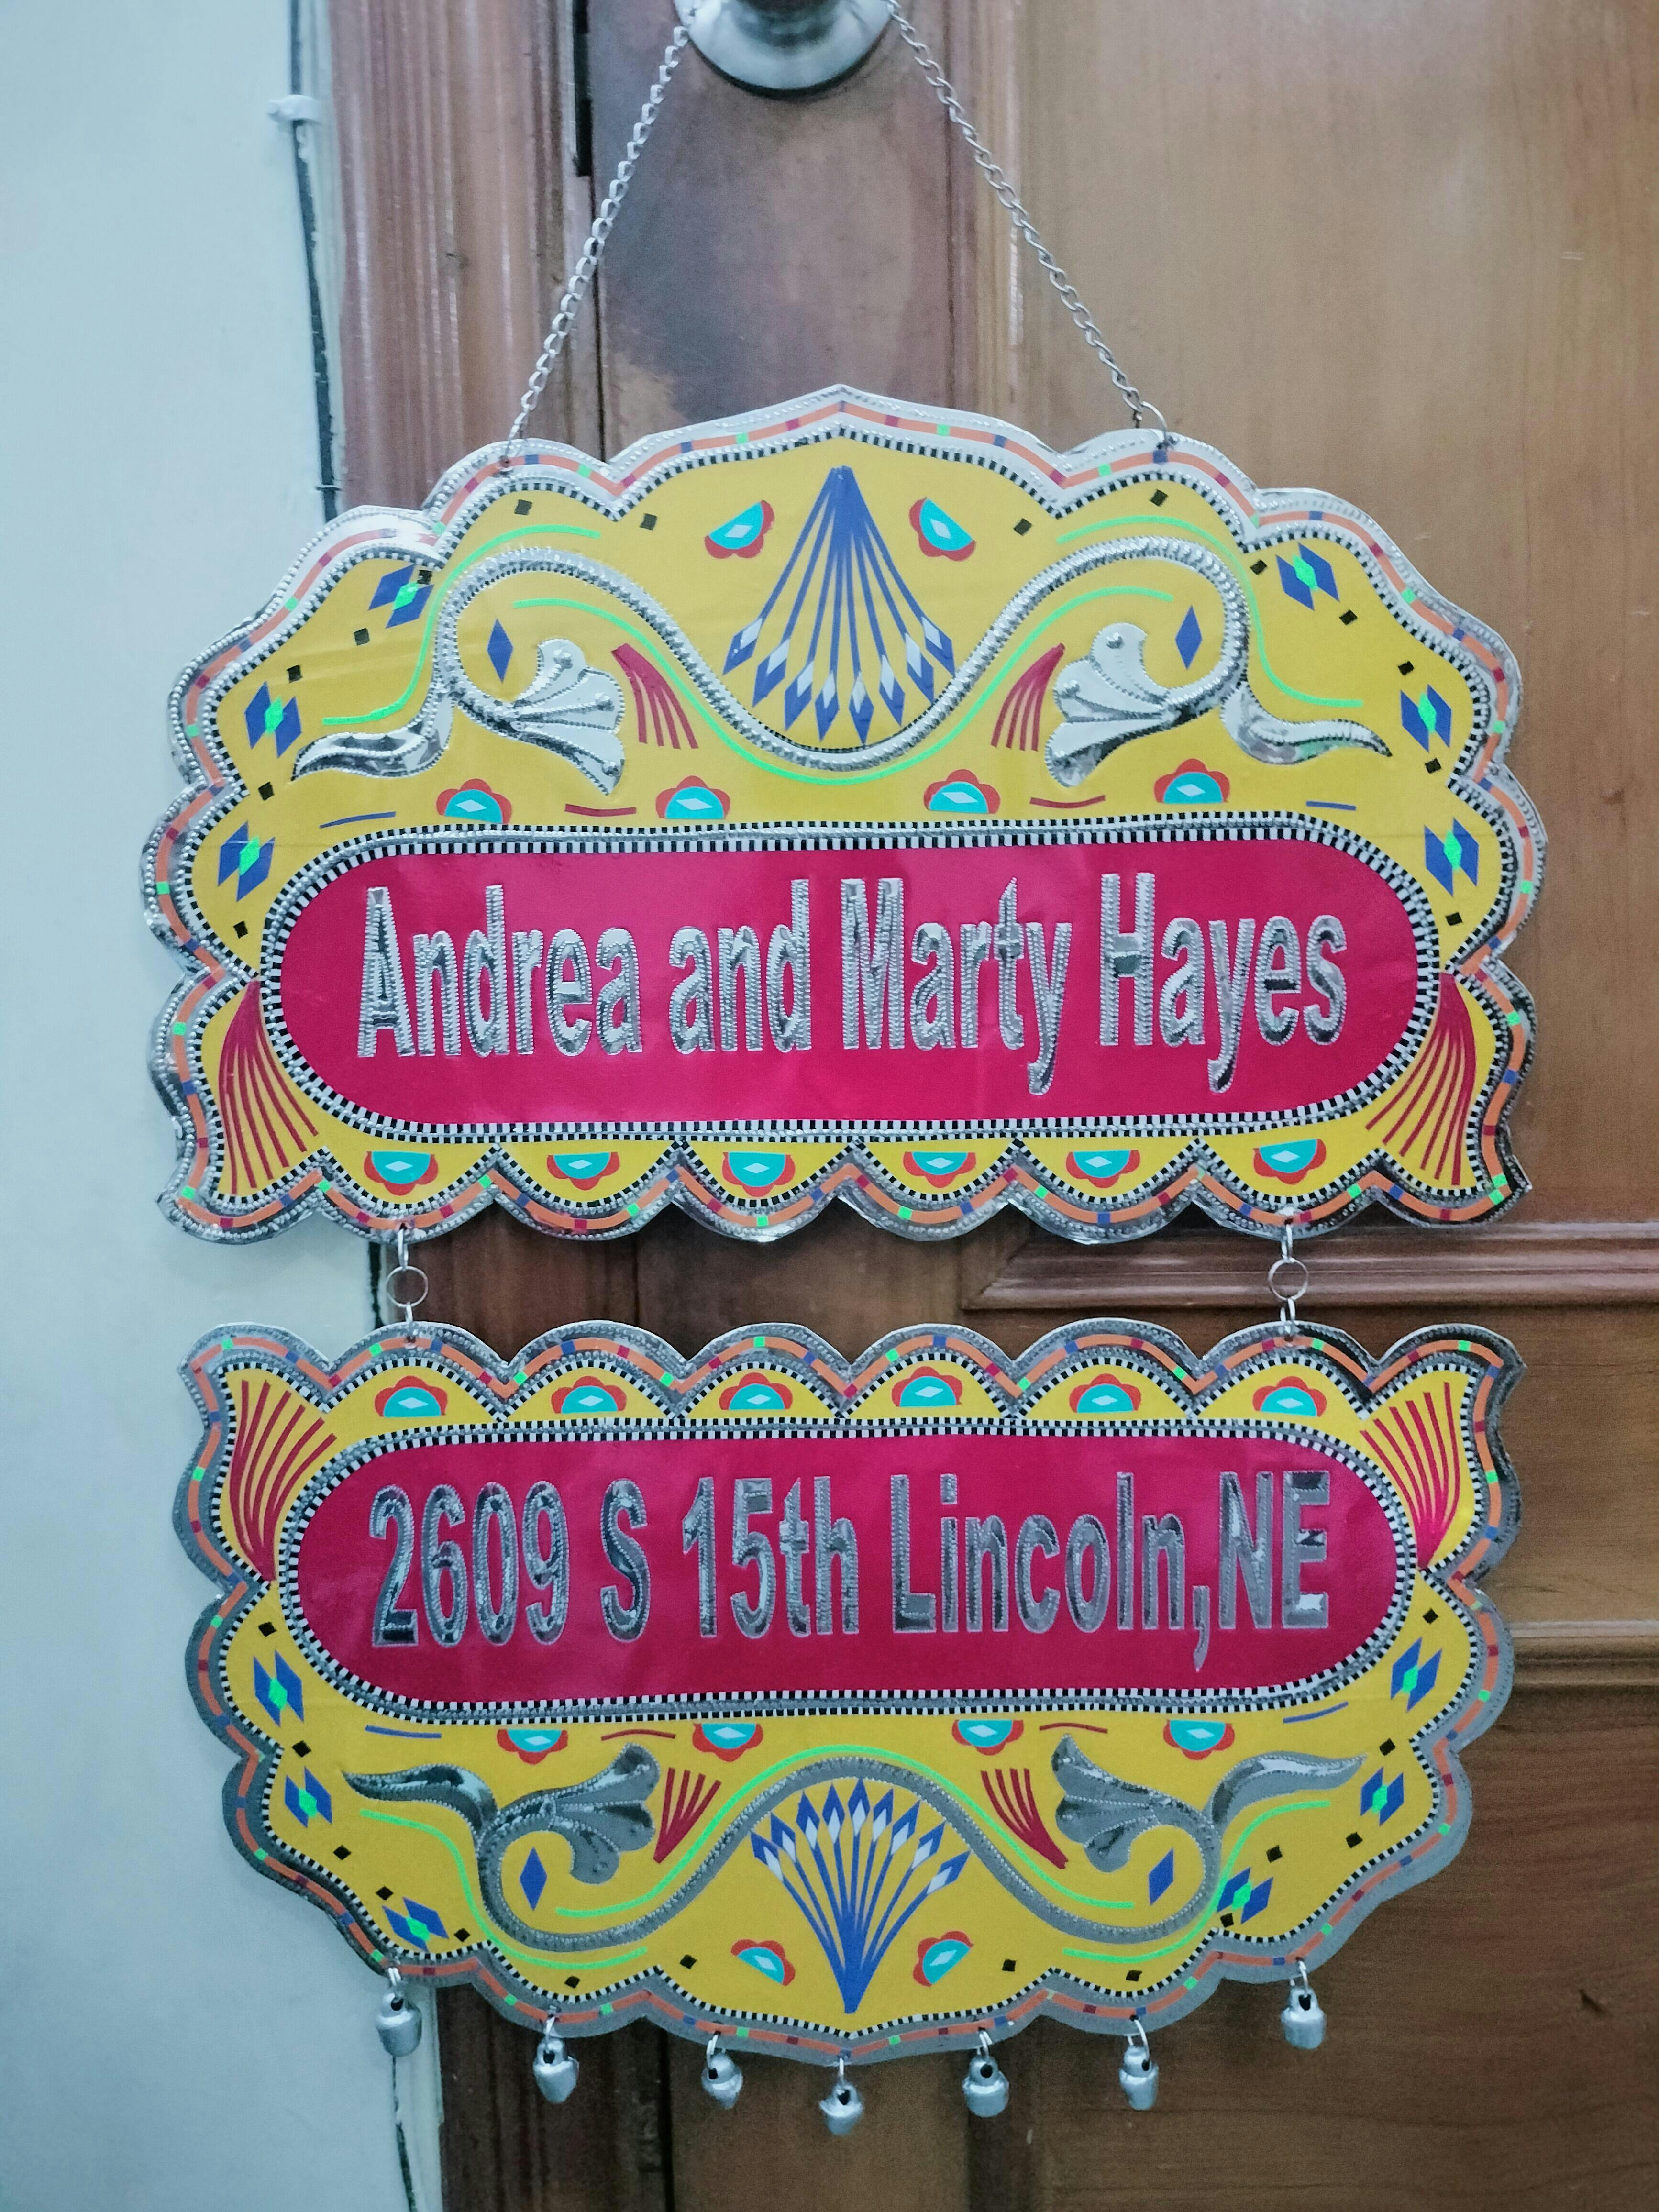 Andrea and Marty Hayes
2609 S 15th Lincoln,NE